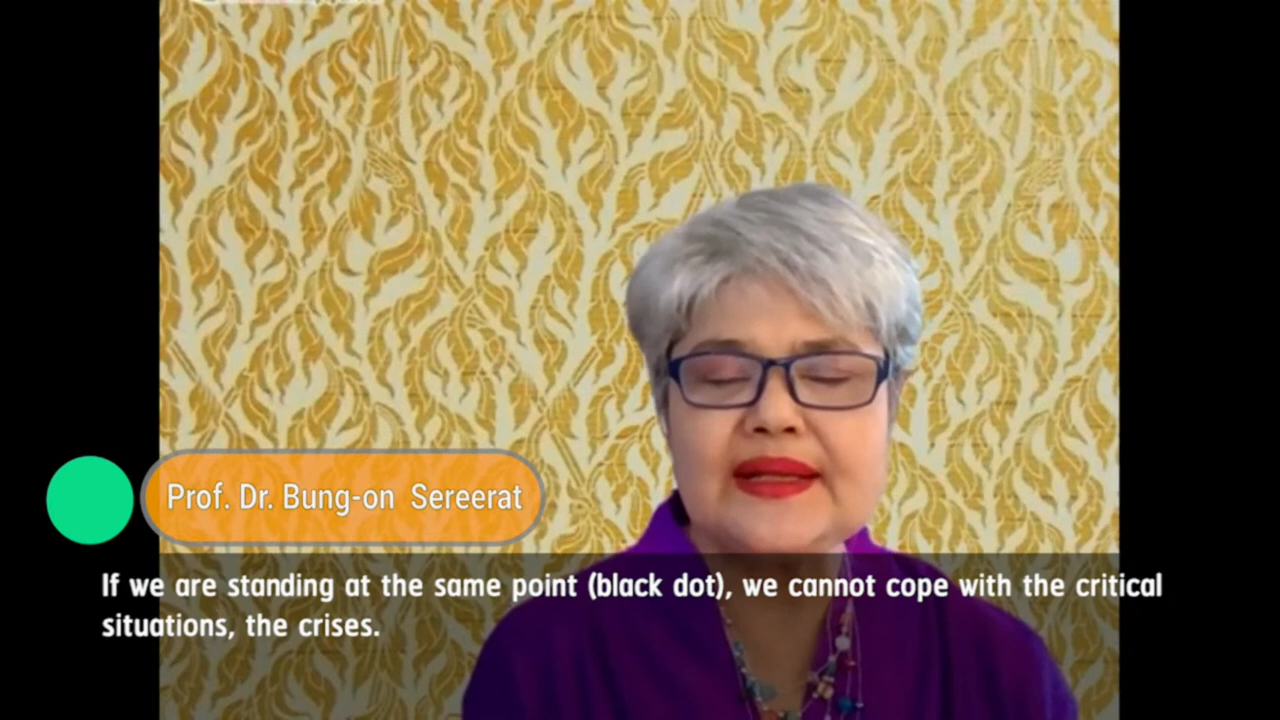 Prof. Dr. Bung-on Sereerat
If we are standing at the same point (black dot), we cannot cope with the critical
situations, the crises.